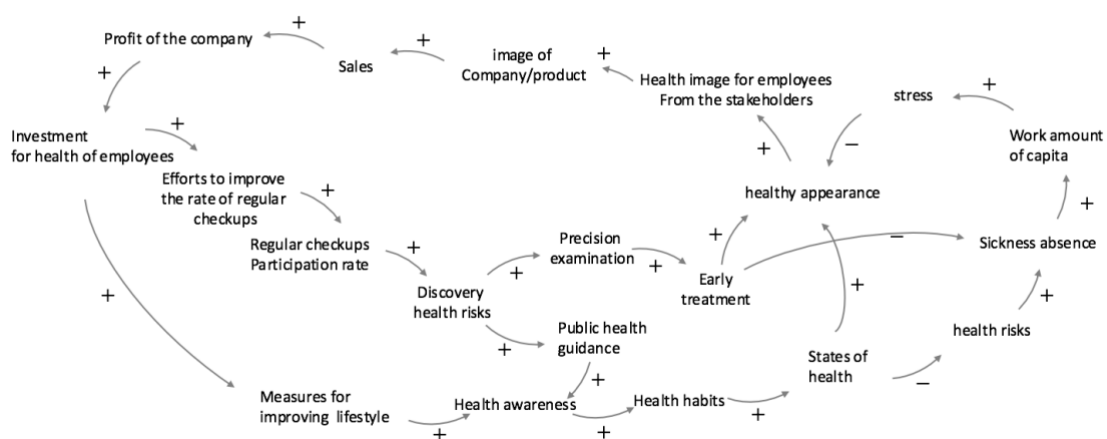 Profit of the company
+
+
Sales
+
image of
Company/product
+
Health image for employees
From the stakeholders
stress
+
Work amount
of capita
+
Investment
for health of employees
+
Efforts to improve
the rate of regular
checkups
+
Regular checkups
Participation rate
+
Discovery
health risks
+
Precision
examination
+
Early
treatment
+
healthy appearance
+
−
−
Sickness absence
+
health risks
+
States of
health
+
−
Public health
guidance
+
+
+
Measures for
improving lifestyle
+
Health awareness
+
Health habits
+